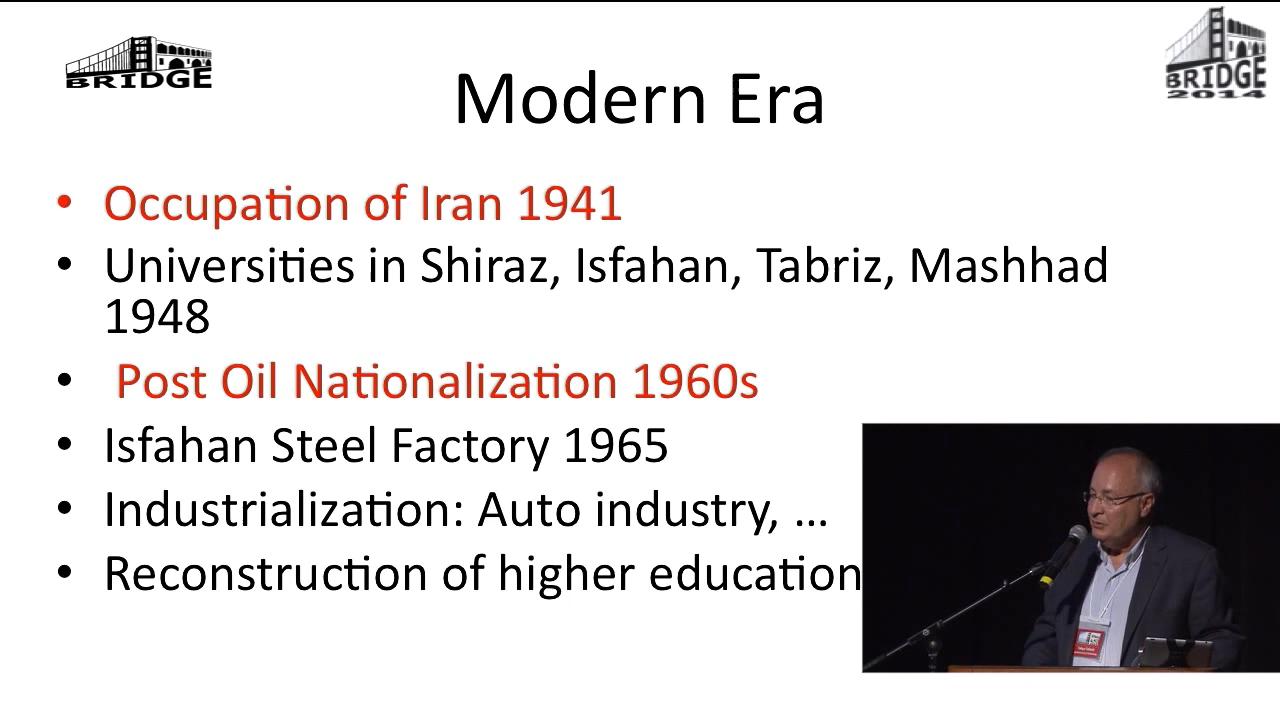 BRIDGE
BRIDGE
2014
Modern Era
• Occupation of Iran 1941
• Universities in Shiraz, Isfahan, Tabriz, Mashhad
1948
• Post Oil Nationalization 1960s
• Isfahan Steel Factory 1965
• Industrialization: Auto industry, ...
• Reconstruction of higher education